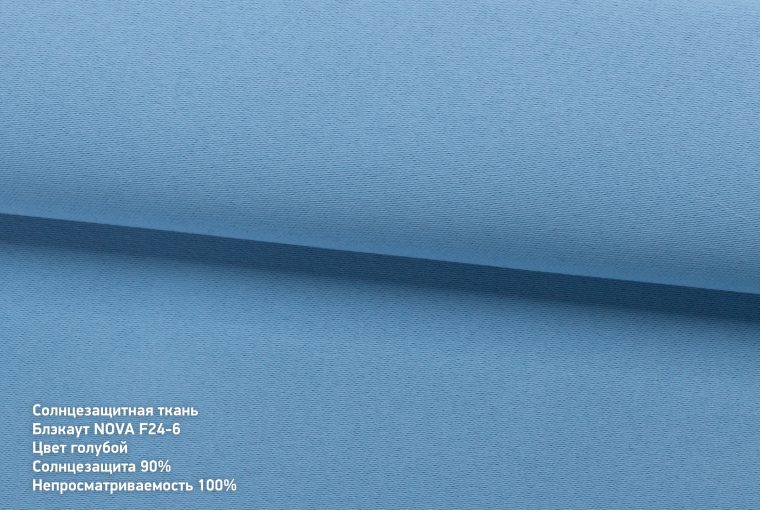 Солнцезащитная ткань
Блэкаут NOVA F24-6
Цвет голубой
Солнцезащита 90%
Непросматриваемость 100%